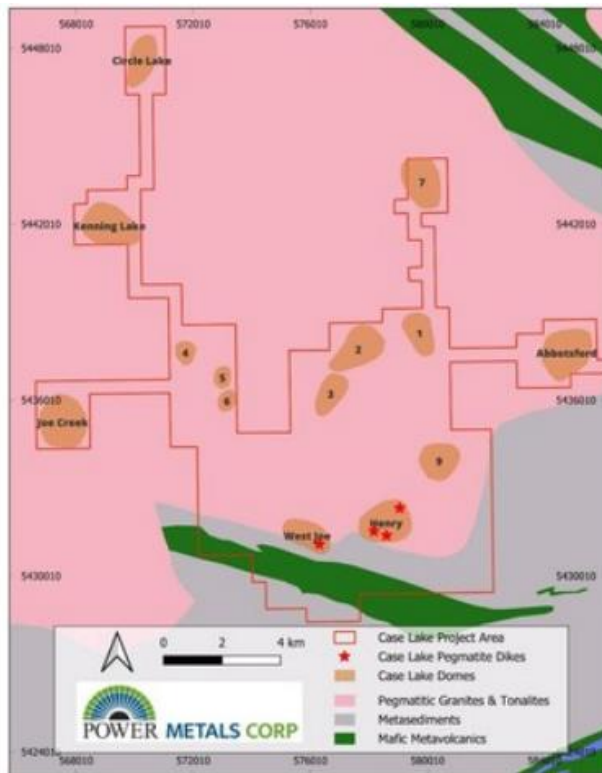 568010 572010 576010 580010 584010
5448010 5448010
Circle Lake
7
5442010 5442010
Kenning Lake
1
4 2 Abbotsford
5
3
6
5436010 5436010
Joe Creek
9
Henry
West Joe
5430010 5430010
0 2 4 km
Case Lake Project Area
Case Lake Pegmatite Dikes
Case Lake Domes
Pegmatitic Granites & Tonalites
Metasediments
Mafic Metavolcanics
POWER METALS CORP
5424010 5424010
568010 572010 576010 580010 584010